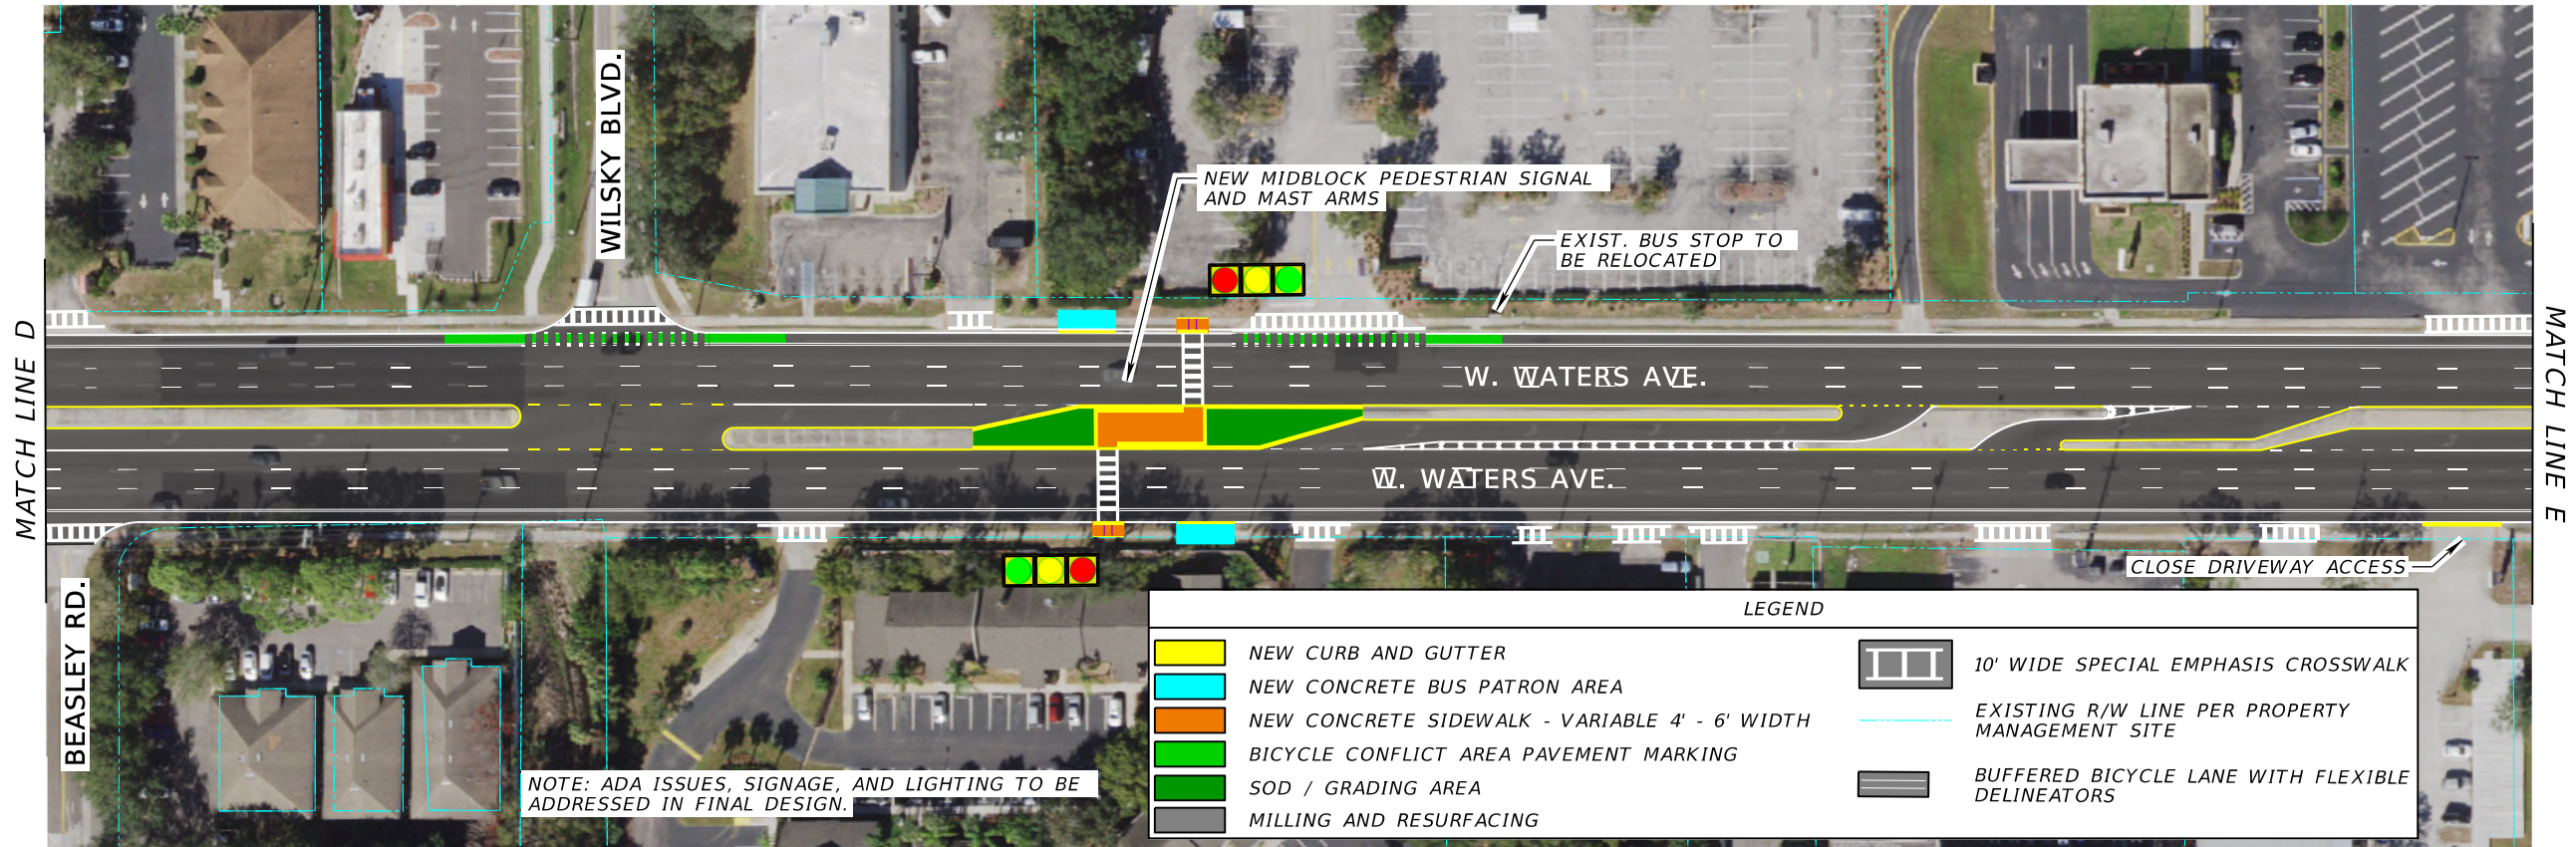 WILSKY BLVD.
NEW MIDBLOCK PEDESTRIAN SIGNAL
AND MAST ARMS
EXIST. BUS STOP TO
BE RELOCATED
MATCH LINE D
MATCH LINE E
W. WATERS AVE.
W. WATERS AVE.
CLOSE DRIVEWAY ACCESS
BEASLEY RD.
NOTE: ADA ISSUES, SIGNAGE, AND LIGHTING TO BE
ADDRESSED IN FINAL DESIGN.
LEGEND
NEW CURB AND GUTTER
NEW CONCRETE BUS PATRON AREA
NEW CONCRETE SIDEWALK - VARIABLE 4' - 6' WIDTH
BICYCLE CONFLICT AREA PAVEMENT MARKING
SOD / GRADING AREA
MILLING AND RESURFACING
10' WIDE SPECIAL EMPHASIS CROSSWALK
EXISTING R/W LINE PER PROPERTY
MANAGEMENT SITE
BUFFERED BICYCLE LANE WITH FLEXIBLE
DELINEATORS